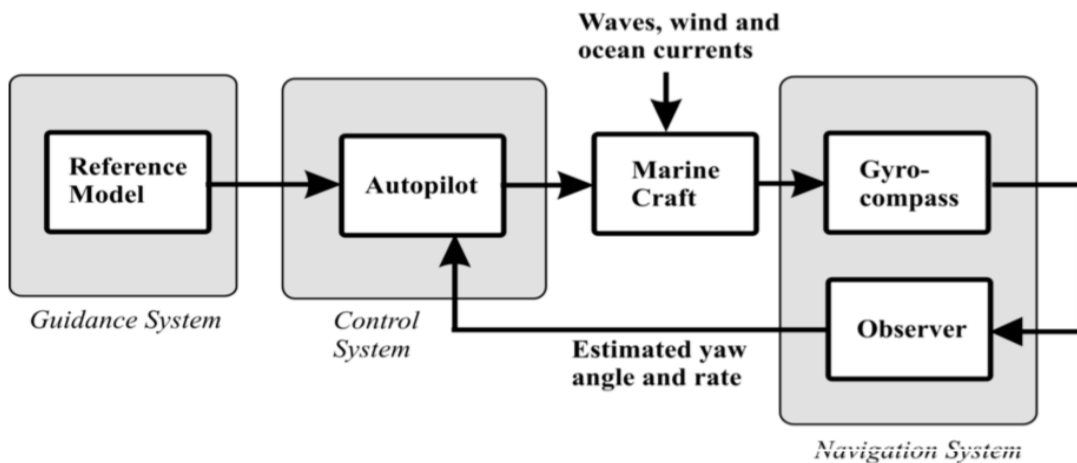 Waves, wind and
ocean currents
Reference
Model
Autopilot
Marine
Craft
Gyro-
compass
Guidance System
Control
System
Observer
Estimated yaw
angle and rate
Navigation System